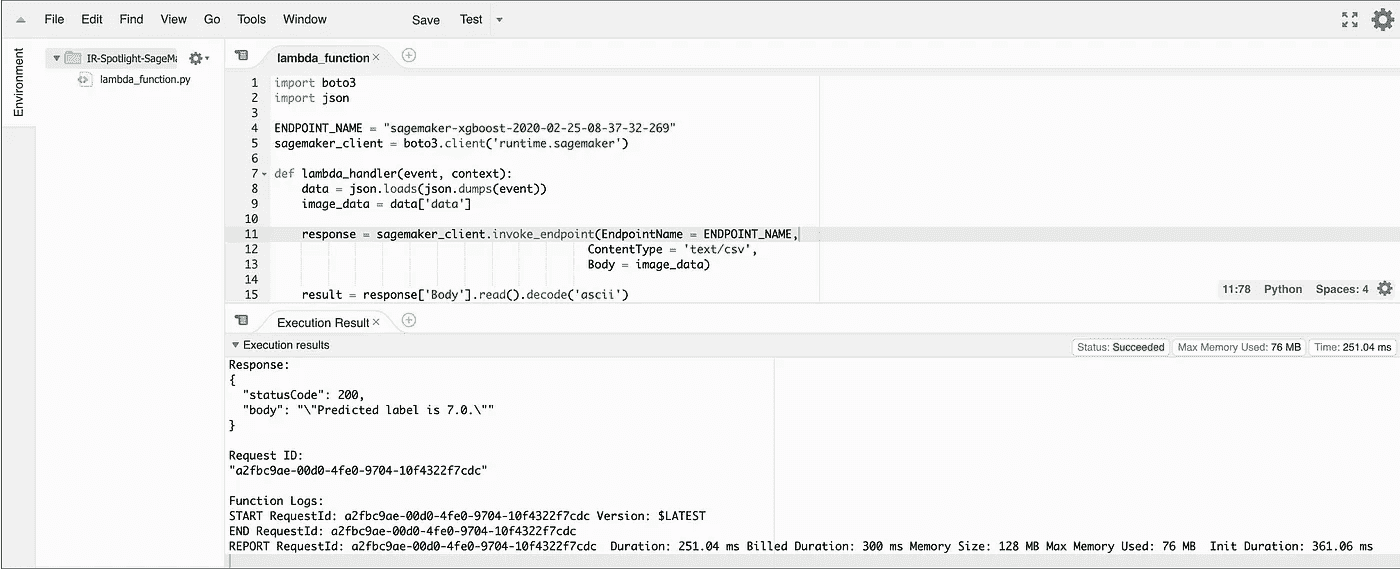 File Edit Find View Go Tools Window Save Test
Environment
IR-Spotlight-SageMa
lambda_function.py
lambda_function
1 import boto3
2 import json
3
4 ENDPOINT_NAME = "sagemaker-xgboost-2020-02-25-08-37-32-269"
5 sagemaker_client = boto3.client('runtime.sagemaker')
6
7 def lambda_handler(event, context):
8     data = json.loads(json.dumps(event))
9     image_data = data['data']
10
11     response = sagemaker_client.invoke_endpoint(EndpointName = ENDPOINT_NAME,
12                                               ContentType = 'text/csv',
13                                               Body = image_data)
14
15     result = response['Body'].read().decode('ascii')
11:78 Python Spaces: 4
Execution Result
Execution results
Status: Succeeded Max Memory Used: 76 MB Time: 251.04 ms
Response:
{
  "statusCode": 200,
  "body": "\"Predicted label is 7.0.\""
}
Request ID:
"a2fbc9ae-00d0-4fe0-9704-10f4322f7cdc"
Function Logs:
START RequestId: a2fbc9ae-00d0-4fe0-9704-10f4322f7cdc Version: $LATEST
END RequestId: a2fbc9ae-00d0-4fe0-9704-10f4322f7cdc
REPORT RequestId: a2fbc9ae-00d0-4fe0-9704-10f4322f7cdc  Duration: 251.04 ms Billed Duration: 300 ms Memory Size: 128 MB Max Memory Used: 76 MB  Init Duration: 361.06 ms